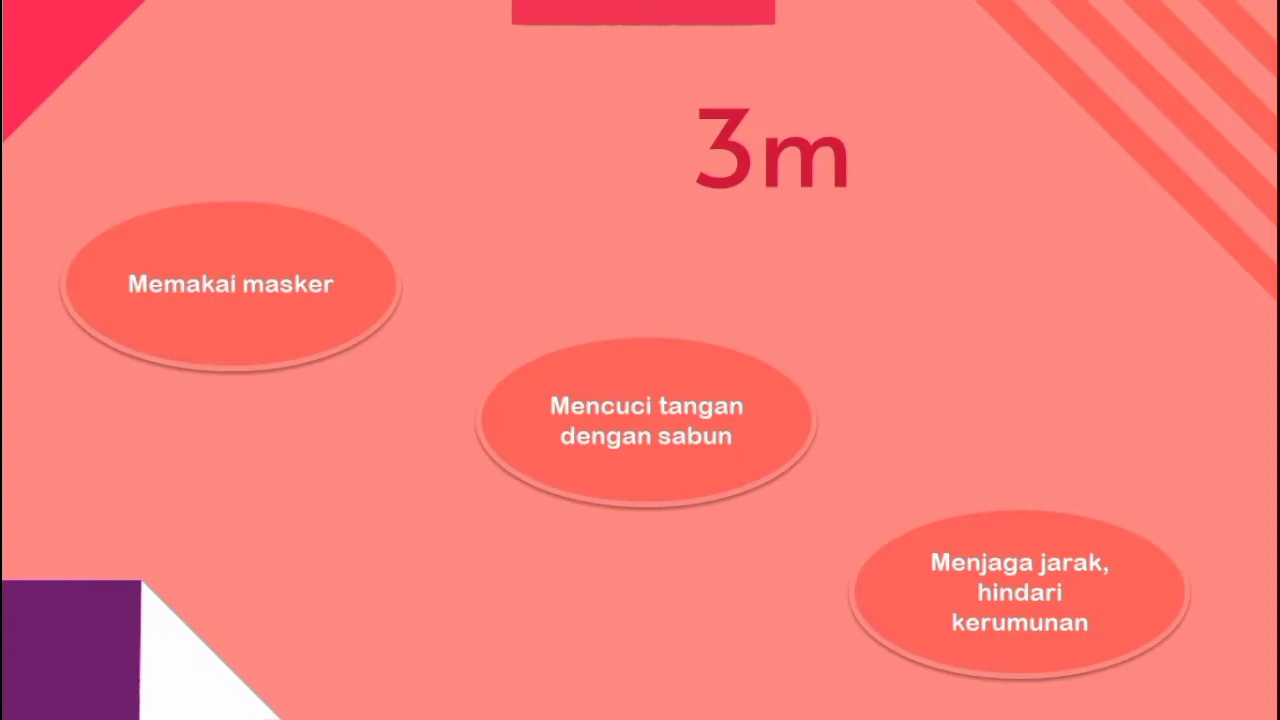 3m
Memakai masker
Mencuci tangan
dengan sabun
Menjaga jarak,
hindari
kerumunan